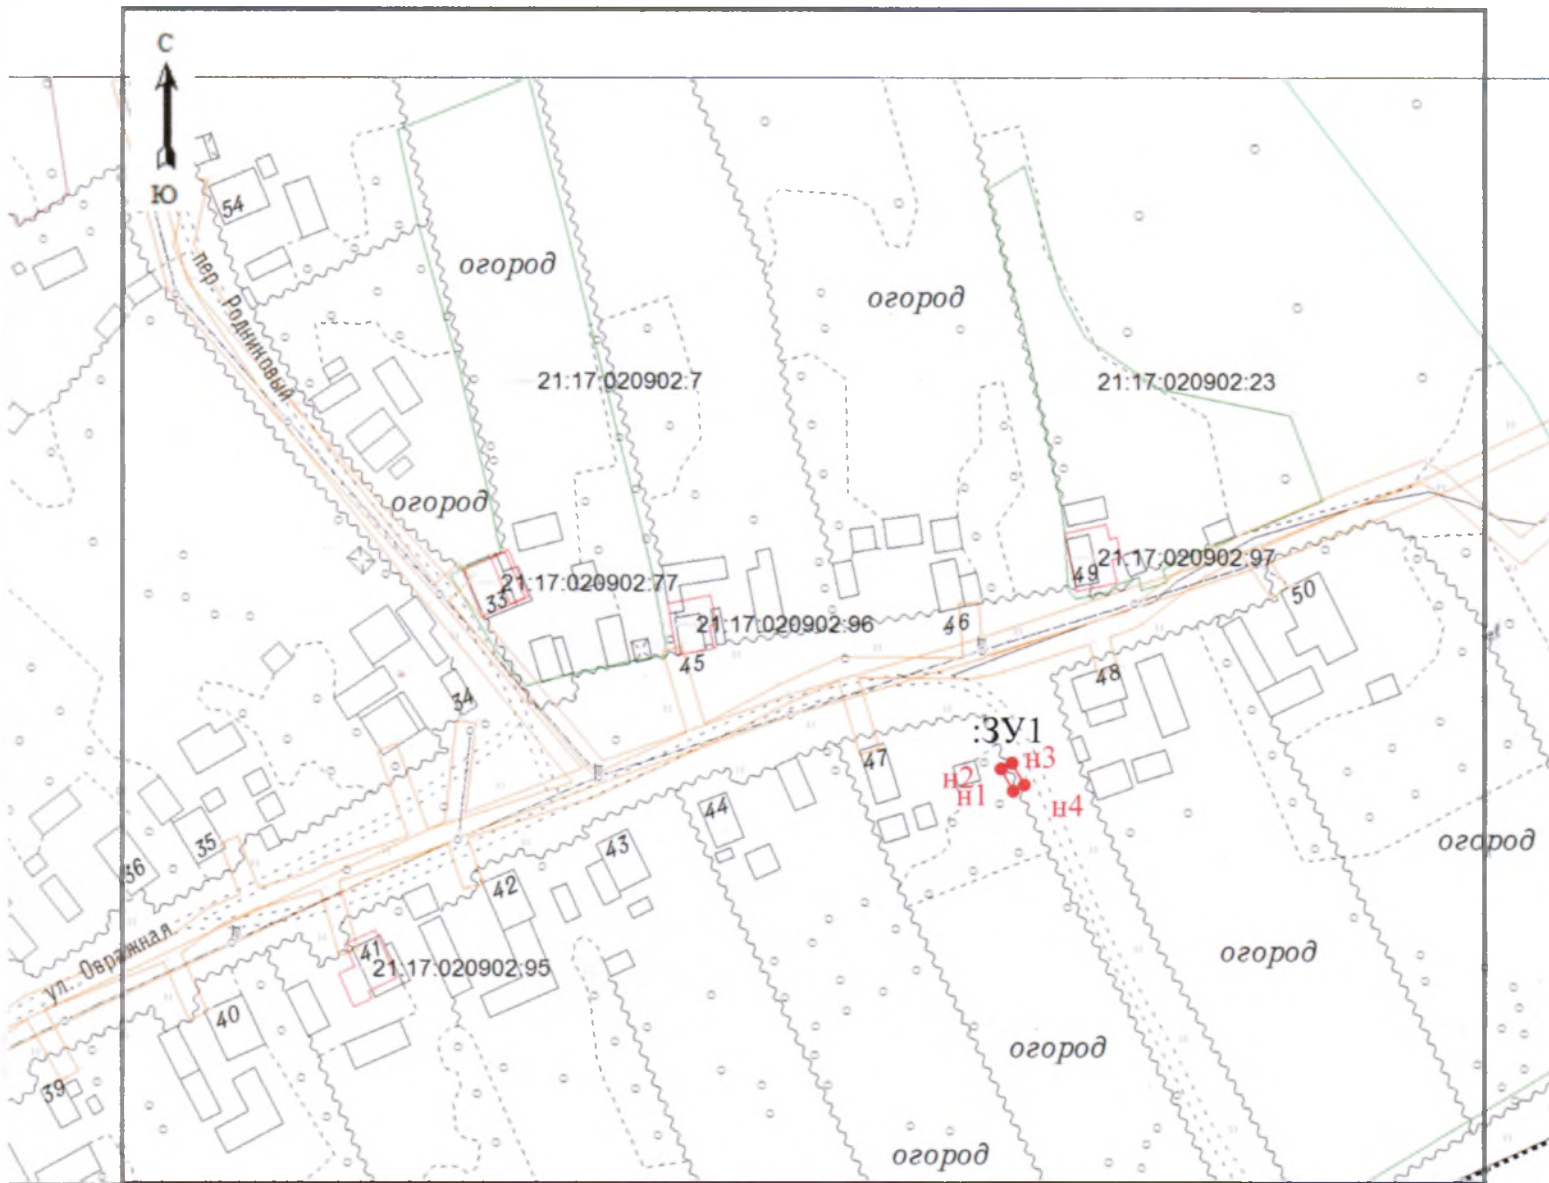 С
Ю
54
пер. Родниковый
огород
огород
21:17:020902:7
21:17:020902:23
огород
33
21:17:020902:77
49
21:17:020902:97
50
21:17:020902:96
46
45
34
48
:ЗУ1
47
н2
н3
н1
н4
44
35
43
36
огород
42
ул. Овражная
41
21:17:020902:95
огород
40
огород
39
огород